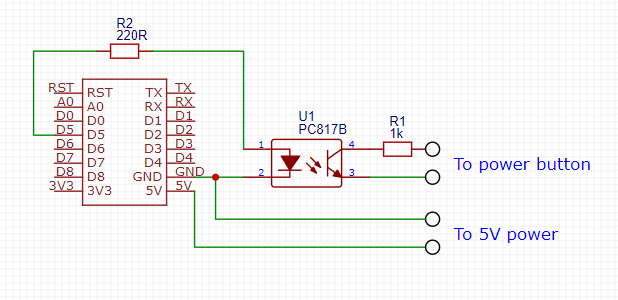 R2
220R
RST RST TX TX
A0 A0 RX RX
D0 D0 D1 D1
D5 D5 D2 D2
D6 D6 D3 D3
D7 D7 D4 D4
D8 D8 GND GND
3V3 3V3 5V 5V
U1
PC817B
1
2
4
3
R1
1k
To power button
To 5V power